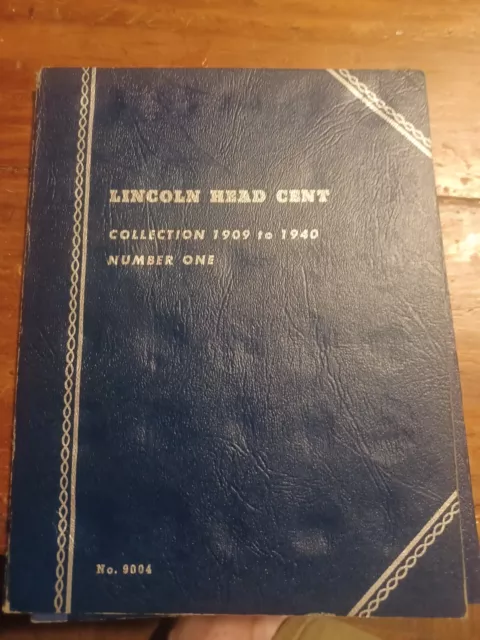 LINCOLN HEAD CENT
COLLECTION 1909 to 1940
NUMBER ONE
No. 9004